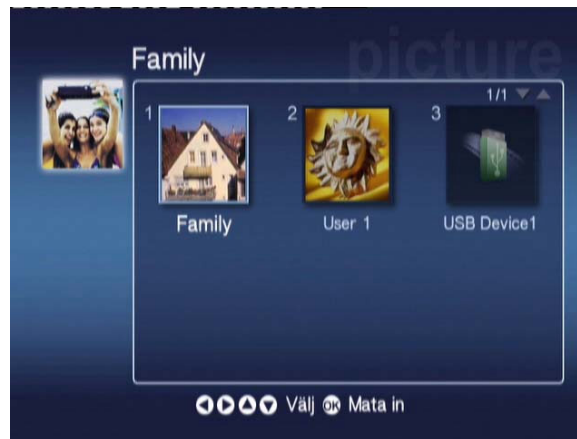 picture
Family
1/1
1
2
3
Family
User 1
USB Device1
Välj OK Mata in